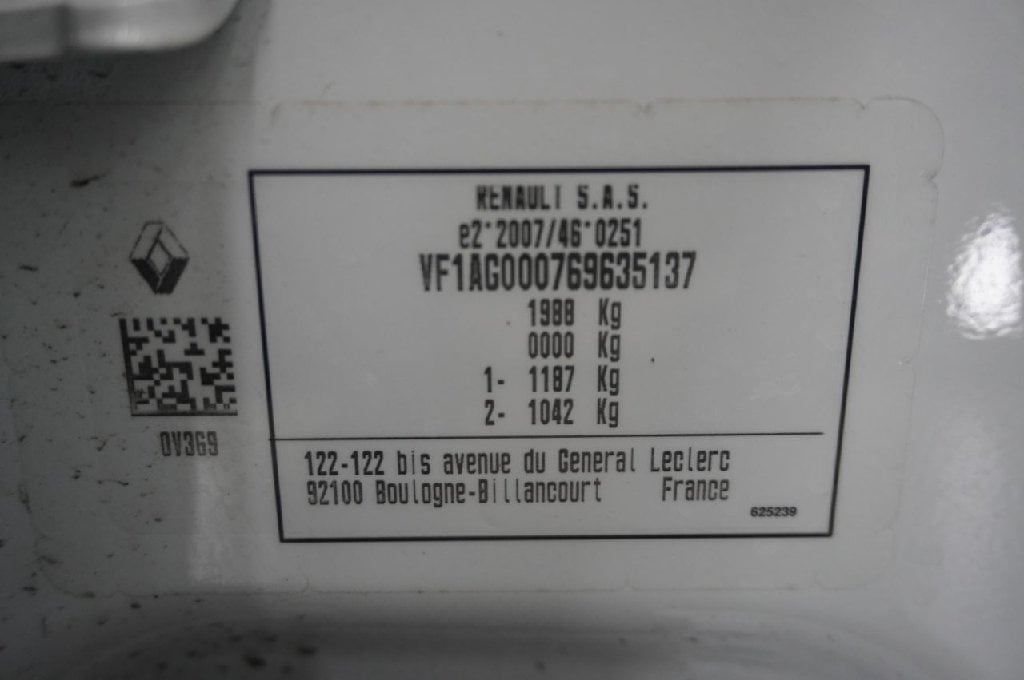 RENAULT S.A.S.
e2*2007/46*0251
VF1AG000769635137
1988 Kg
0000 Kg
1- 1187 Kg
2- 1042 Kg
0V369
122-122 bis avenue du General Leclerc
92100 Boulogne-Billancourt France
625239